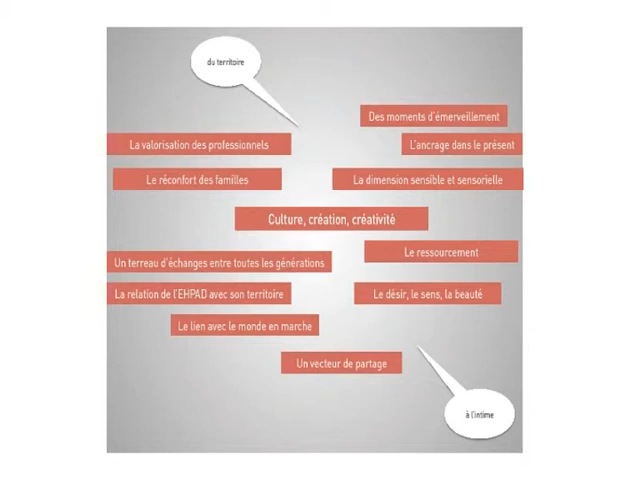 du territoire
Des moments d'émerveillement
La valorisation des professionnels
L'ancrage dans le présent
Le réconfort des familles
La dimension sensible et sensorielle
Culture, création, créativité
Le ressourcement
Un terreau d'échanges entre toutes les générations
La relation de l'EHPAD avec son territoire
Le désir, le sens, la beauté
Le lien avec le monde en marche
Un vecteur de partage
à l'intime